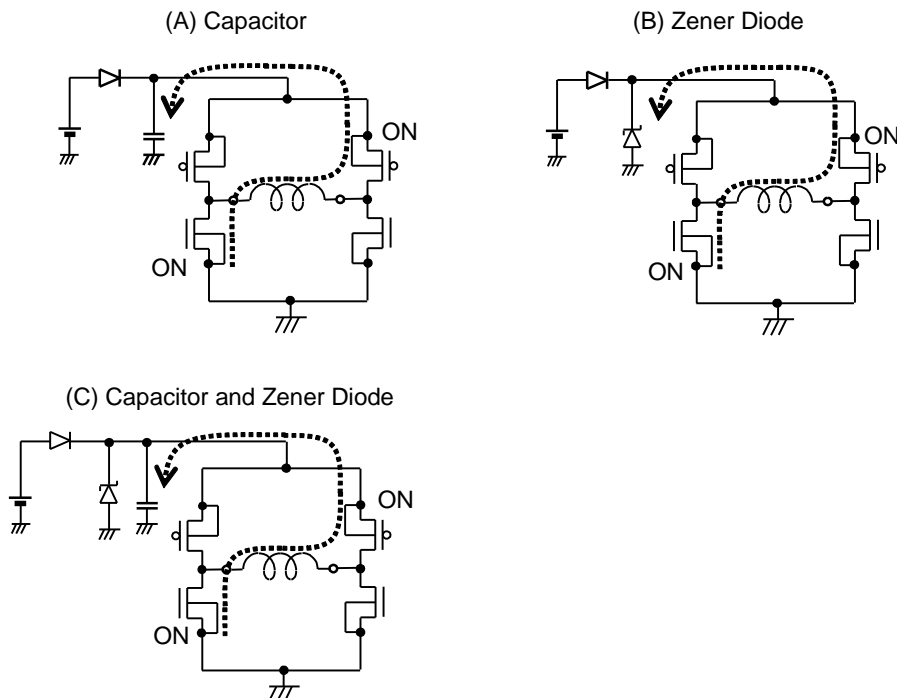 (A) Capacitor
(B) Zener Diode
ON
ON
ON
ON
(C) Capacitor and Zener Diode
ON
ON